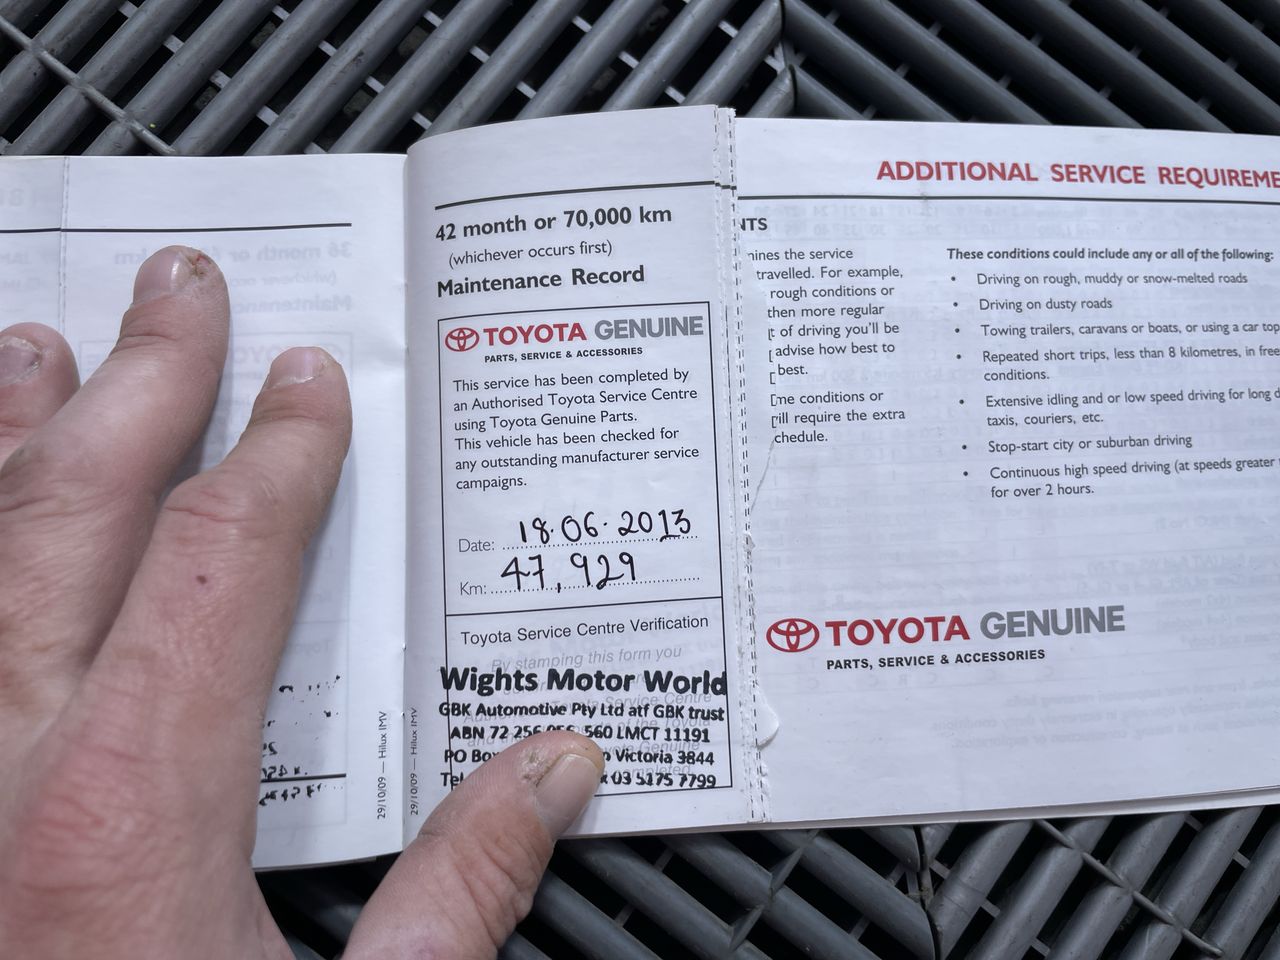 42 month or 70,000 km
(whichever occurs first)
Maintenance Record
TOYOTA GENUINE
PARTS, SERVICE & ACCESSORIES
This service has been completed by
an Authorised Toyota Service Centre
using Toyota Genuine Parts.
This vehicle has been checked for
any outstanding manufacturer service
campaigns.
Date: 18.06.2013
Km: 47,929
Toyota Service Centre Verification
By stamping this form you
Wights Motor World
GBK Automotive Pty Ltd atf GBK trust
ABN 72 256 560 LMCT 11191
PO Box Victoria 3844
Tel 03 5175 7799
29/10/09 — Hilux IMV
29/10/09 — Hilux IMV
ADDITIONAL SERVICE REQUIREME
NTS
nines the service
travelled. For example,
rough conditions or
then more regular
t of driving you'll be
advise how best to
best.
me conditions or
ill require the extra
chedule.
These conditions could include any or all of the following:
• Driving on rough, muddy or snow-melted roads
• Driving on dusty roads
• Towing trailers, caravans or boats, or using a car top
• Repeated short trips, less than 8 kilometres, in free
conditions.
• Extensive idling and or low speed driving for long d
taxis, couriers, etc.
• Stop-start city or suburban driving
• Continuous high speed driving (at speeds greater
for over 2 hours.
TOYOTA GENUINE
PARTS, SERVICE & ACCESSORIES